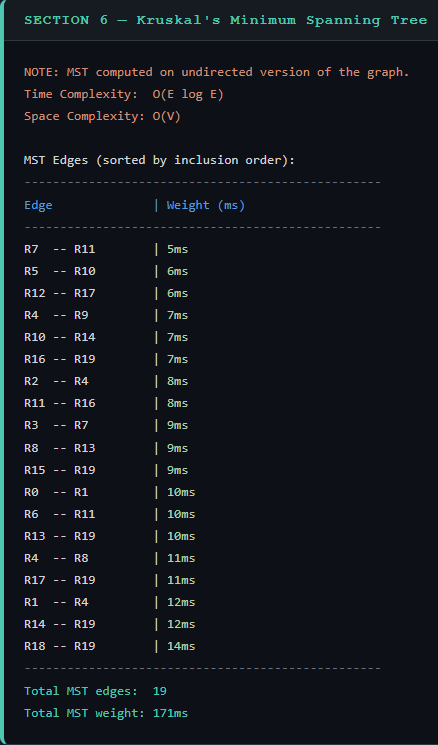 SECTION 6 — Kruskal's Minimum Spanning Tree
NOTE: MST computed on undirected version of the graph.
Time Complexity:  O(E log E)
Space Complexity: O(V)
MST Edges (sorted by inclusion order):
--------------------------------------------------
Edge              | Weight (ms)
--------------------------------------------------
R7  -- R11        | 5ms
R5  -- R10        | 6ms
R12 -- R17        | 6ms
R4  -- R9         | 7ms
R10 -- R14        | 7ms
R16 -- R19        | 7ms
R2  -- R4         | 8ms
R11 -- R16        | 8ms
R3  -- R7         | 9ms
R8  -- R13        | 9ms
R15 -- R19        | 9ms
R0  -- R1         | 10ms
R6  -- R11        | 10ms
R13 -- R19        | 10ms
R4  -- R8         | 11ms
R17 -- R19        | 11ms
R1  -- R4         | 12ms
R14 -- R19        | 12ms
R18 -- R19        | 14ms
--------------------------------------------------
Total MST edges:  19
Total MST weight: 171ms